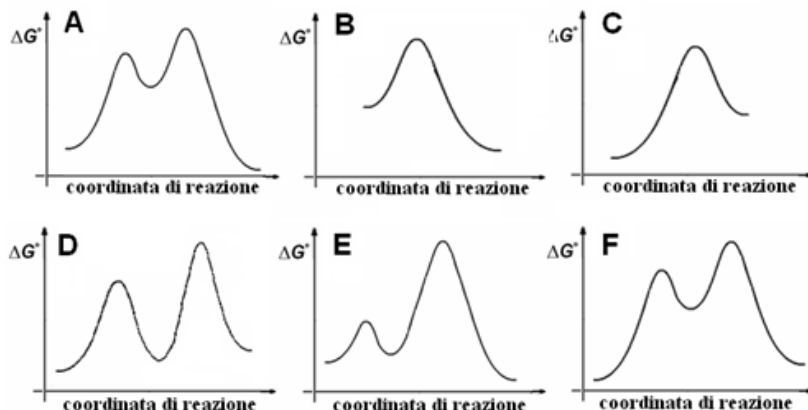 A
B
C
ΔG°
ΔG°
ΔG°
coordinata di reazione
coordinata di reazione
coordinata di reazione
D
E
F
ΔG°
ΔG°
ΔG°
coordinata di reazione
coordinata di reazione
coordinata di reazione